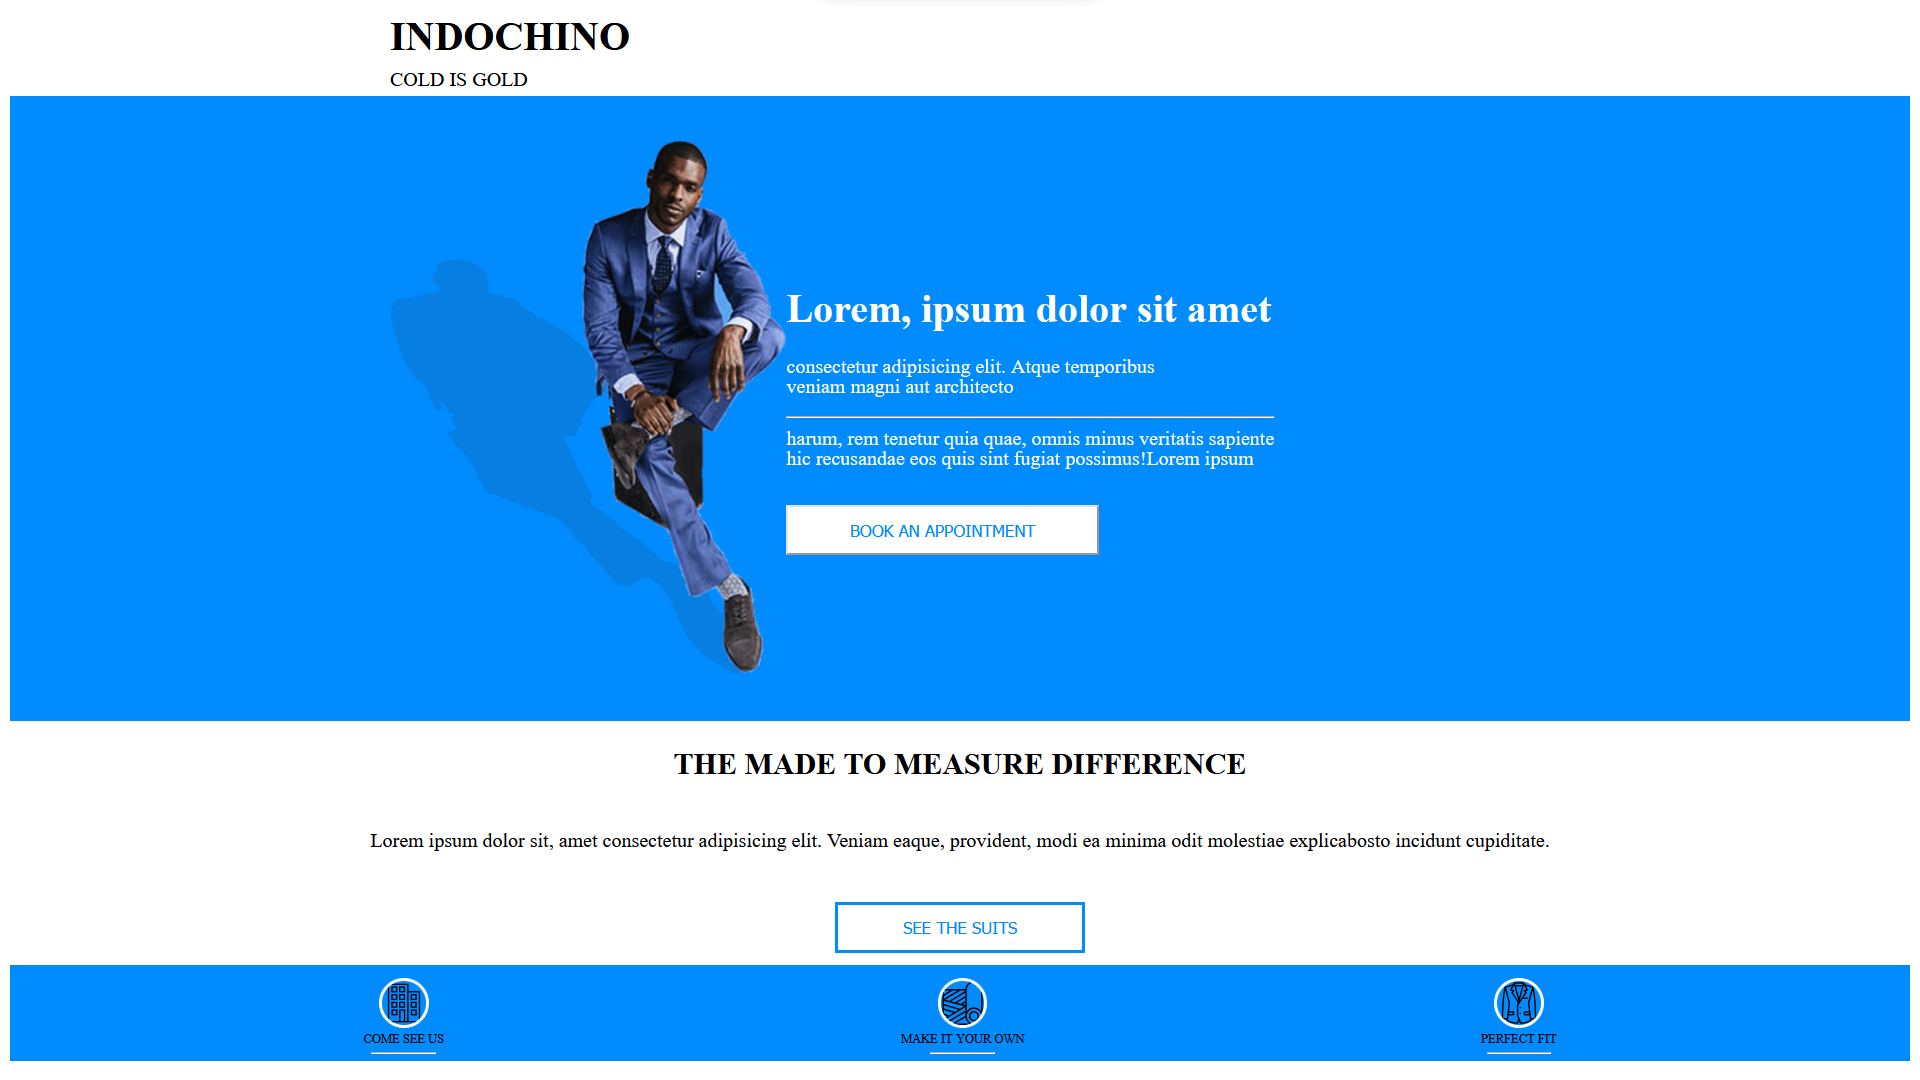 INDOCHINO
COLD IS GOLD
Lorem, ipsum dolor sit amet
consectetur adipisicing elit. Atque temporibus
veniam magni aut architecto
harum, rem tenetur quia quae, omnis minus veritatis sapiente
hic recusandae eos quis sint fugiat possimus!Lorem ipsum
BOOK AN APPOINTMENT
THE MADE TO MEASURE DIFFERENCE
Lorem ipsum dolor sit, amet consectetur adipisicing elit. Veniam eaque, provident, modi ea minima odit molestiae explicabosto incidunt cupiditate.
SEE THE SUITS
COME SEE US
MAKE IT YOUR OWN
PERFECT FIT